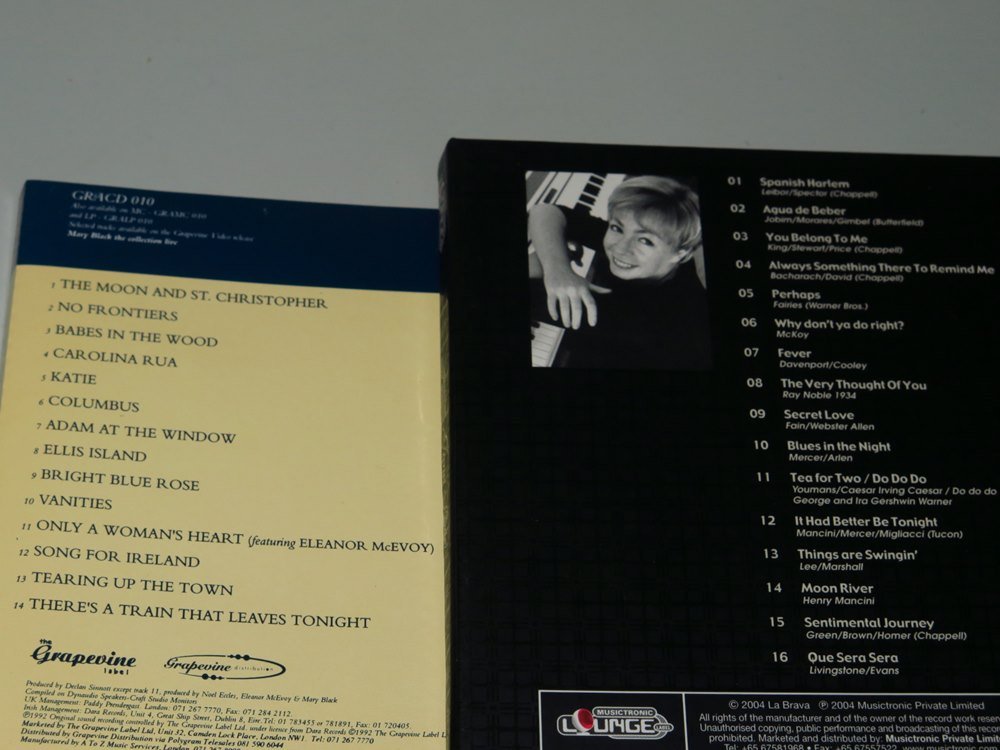 GRACD 010
Also available on MC - GRAMC 010
and LP - GRALP 010
Selected tracks available on the Grapevine Video release
Mary Black the collection live
1 THE MOON AND ST. CHRISTOPHER
2 NO FRONTIERS
3 BABES IN THE WOOD
4 CAROLINA RUA
5 KATIE
6 COLUMBUS
7 ADAM AT THE WINDOW
8 ELLIS ISLAND
9 BRIGHT BLUE ROSE
10 VANITIES
11 ONLY A WOMAN'S HEART (featuring ELEANOR McEVOY)
12 SONG FOR IRELAND
13 TEARING UP THE TOWN
14 THERE'S A TRAIN THAT LEAVES TONIGHT
the Grapevine label
Grapevine distribution
Produced by Declan Sinnott except track 11, produced by Noel Eccles, Eleanor McEvoy & Mary Black
Compiled on Dynaudio Speakers-Craft Studio Monitors
UK Management: Paddy Prendergast. London: 071 267 7770, Fax: 071 284 2112.
Irish Management: Dara Records, Unit 4, Great Ship Street, Dublin 8, Eire. Tel: 01 783455 or 781891, Fax: 01 720405.
©1992 Original sound recording controlled by The Grapevine Label Ltd. under licence from Dara Records ©1992 The Grapevine Label L
Marketed by The Grapevine Label Ltd, Unit 32, Camden Lock Place, London NW1. Tel: 071 267 7770
Distributed by Grapevine Distribution via Polygram Telesales 081 590 6044
Manufactured by A To Z Music Services, London
01 Spanish Harlem
Leibor/Spector (Chappell)
02 Aqua de Beber
Jobim/Morares/Gimbel (Butterfield)
03 You Belong To Me
King/Stewart/Price (Chappell)
04 Always Something There To Remind Me
Bacharach/David (Chappell)
05 Perhaps
Fairies (Warner Bros.)
06 Why don't ya do right?
McKoy
07 Fever
Davenport/Cooley
08 The Very Thought Of You
Ray Noble 1934
09 Secret Love
Fain/Webster Allen
10 Blues in the Night
Mercer/Arlen
11 Tea for Two / Do Do Do
Youmans/Caesar Irving Caesar / Do do do
George and Ira Gershwin Warner
12 It Had Better Be Tonight
Mancini/Mercer/Migliacci (Tucon)
13 Things are Swingin'
Lee/Marshall
14 Moon River
Henry Mancini
15 Sentimental Journey
Green/Brown/Homer (Chappell)
16 Que Sera Sera
Livingstone/Evans
MUSICTRONIC
LOUNGE
LABEL
© 2004 La Brava ℗ 2004 Musictronic Private Limited
All rights of the manufacturer and of the owner of the record work reser
Unauthorised copying, public performance and broadcasting of this rec
prohibited. Marketed and distributed by: Musictronic Private Limit
Tel: +65 67581968 • Fax: +65 67657522